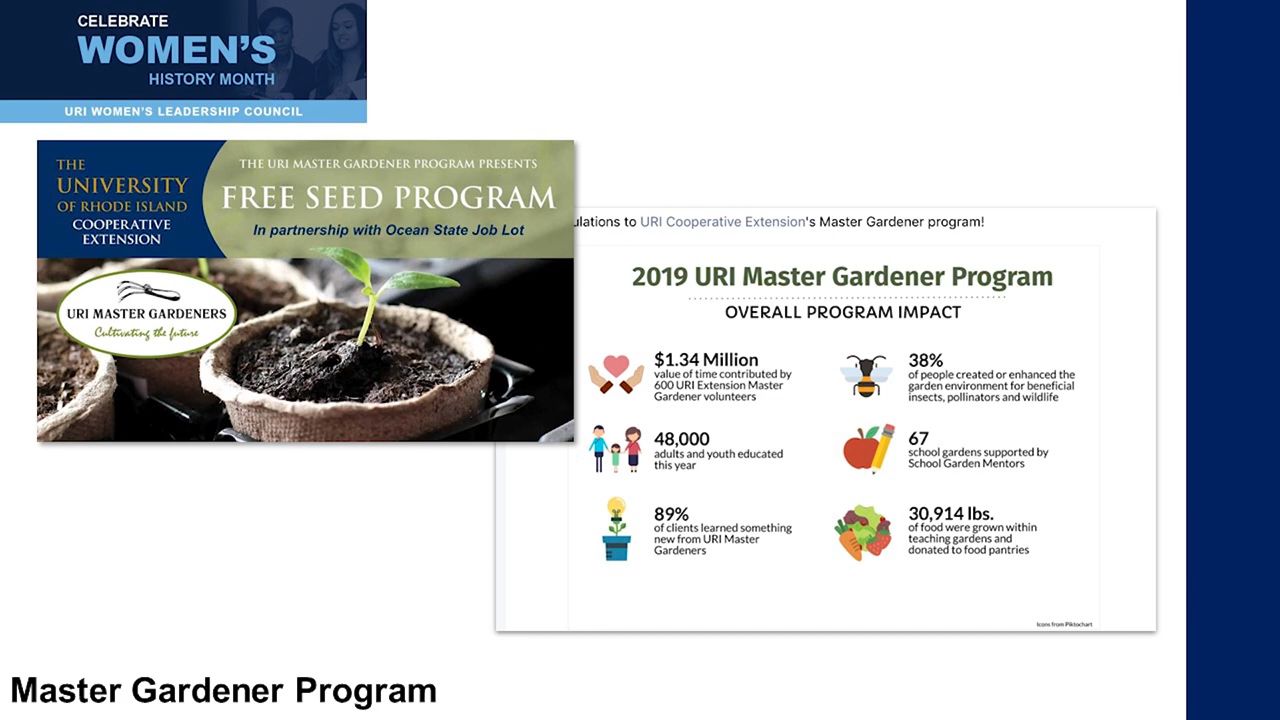 CELEBRATE
WOMEN'S
HISTORY MONTH
URI WOMEN'S LEADERSHIP COUNCIL
THE
UNIVERSITY
OF RHODE ISLAND
COOPERATIVE
EXTENSION
THE URI MASTER GARDENER PROGRAM PRESENTS
FREE SEED PROGRAM
In partnership with Ocean State Job Lot
URI MASTER GARDENERS
Cultivating the future
ulations to URI Cooperative Extension's Master Gardener program!
2019 URI Master Gardener Program
OVERALL PROGRAM IMPACT
$1.34 Million
value of time contributed by
600 URI Extension Master
Gardener volunteers
38%
of people created or enhanced the
garden environment for beneficial
insects, pollinators and wildlife
48,000
adults and youth educated
this year
67
school gardens supported by
School Garden Mentors
89%
of clients learned something
new from URI Master
Gardeners
30,914 lbs.
of food were grown within
teaching gardens and
donated to food pantries
Icons from Piktochart
Master Gardener Program